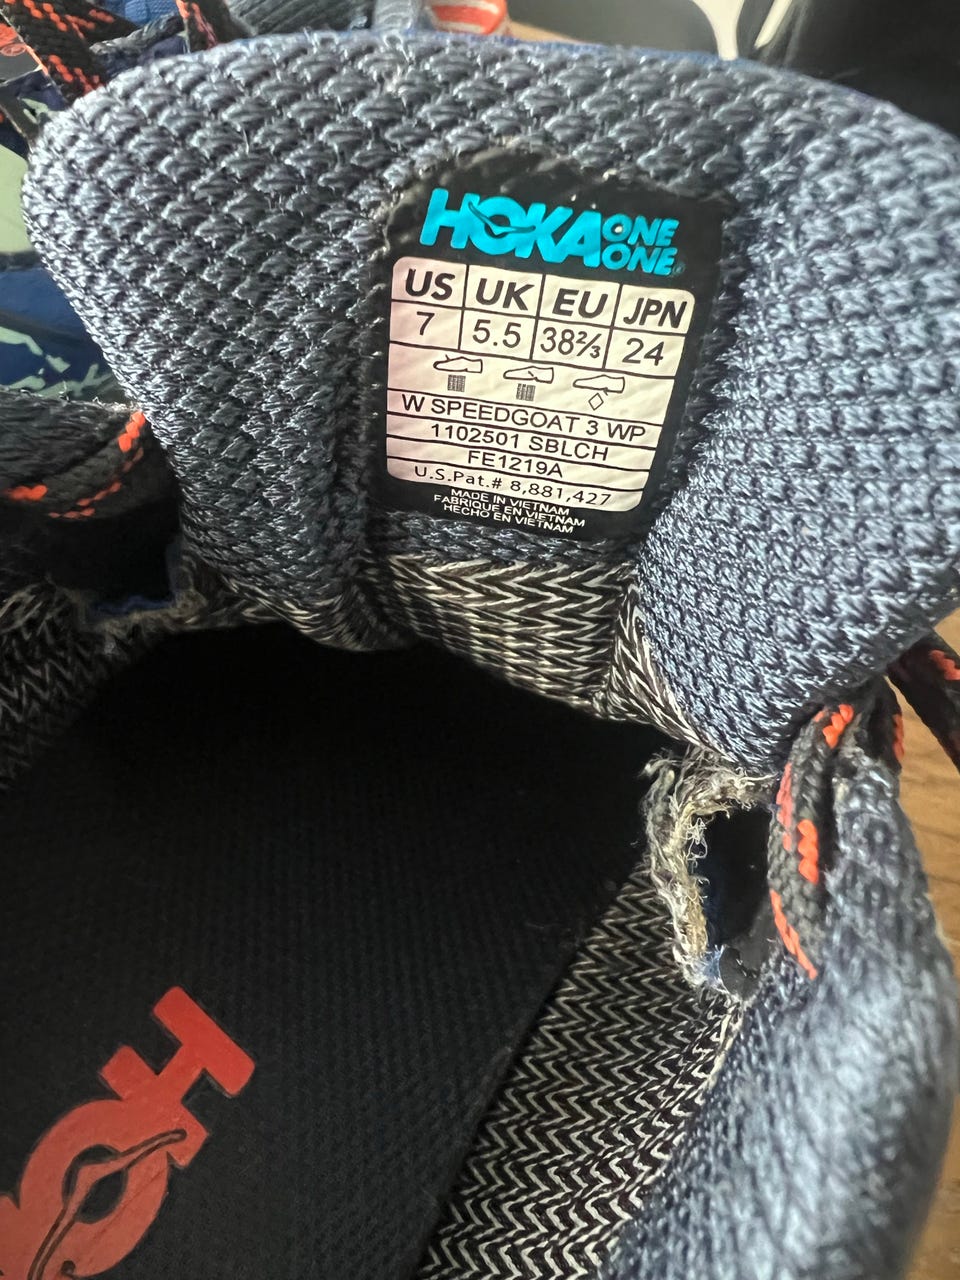 HOKA ONE ONE
US UK EU JPN
7 5.5 38⅔ 24
W SPEEDGOAT 3 WP
1102501 SBLCH
FE1219A
U.S.Pat.# 8,881,427
MADE IN VIETNAM
FABRIQUE EN VIETNAM
HECHO EN VIETNAM
HO